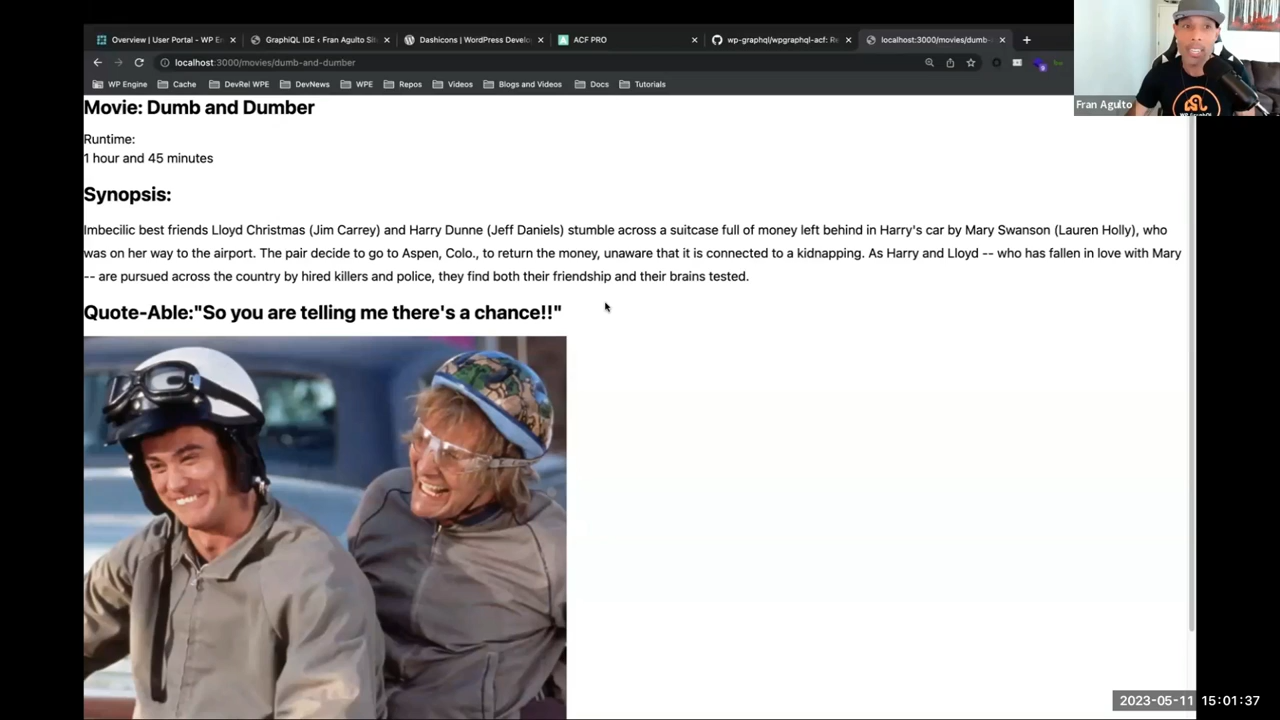 Overview | User Portal - WP En
GraphiQL IDE ‹ Fran Agulto Sit
Dashicons | WordPress Develo
ACF PRO
wp-graphql/wpgraphql-acf: Re
localhost:3000/movies/dumb-
localhost:3000/movies/dumb-and-dumber
WP Engine
Cache
DevRel WPE
DevNews
WPE
Repos
Videos
Blogs and Videos
Docs
Tutorials
Fran Agulto
Movie: Dumb and Dumber
Runtime:
1 hour and 45 minutes
Synopsis:
Imbecilic best friends Lloyd Christmas (Jim Carrey) and Harry Dunne (Jeff Daniels) stumble across a suitcase full of money left behind in Harry's car by Mary Swanson (Lauren Holly), who
was on her way to the airport. The pair decide to go to Aspen, Colo., to return the money, unaware that it is connected to a kidnapping. As Harry and Lloyd -- who has fallen in love with Mary
-- are pursued across the country by hired killers and police, they find both their friendship and their brains tested.
Quote-Able:"So you are telling me there's a chance!!"
2023-05-11 15:01:37